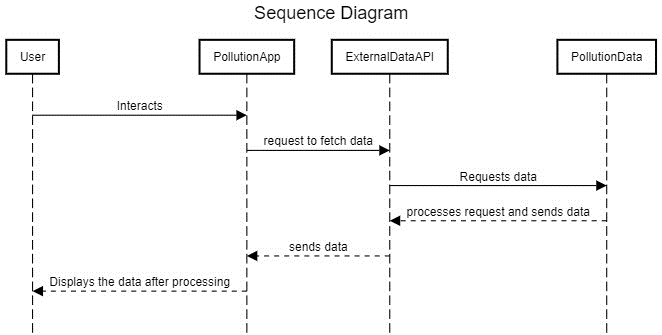 Sequence Diagram
User
PollutionApp
ExternalDataAPI
PollutionData
Interacts
request to fetch data
Requests data
processes request and sends data
sends data
Displays the data after processing